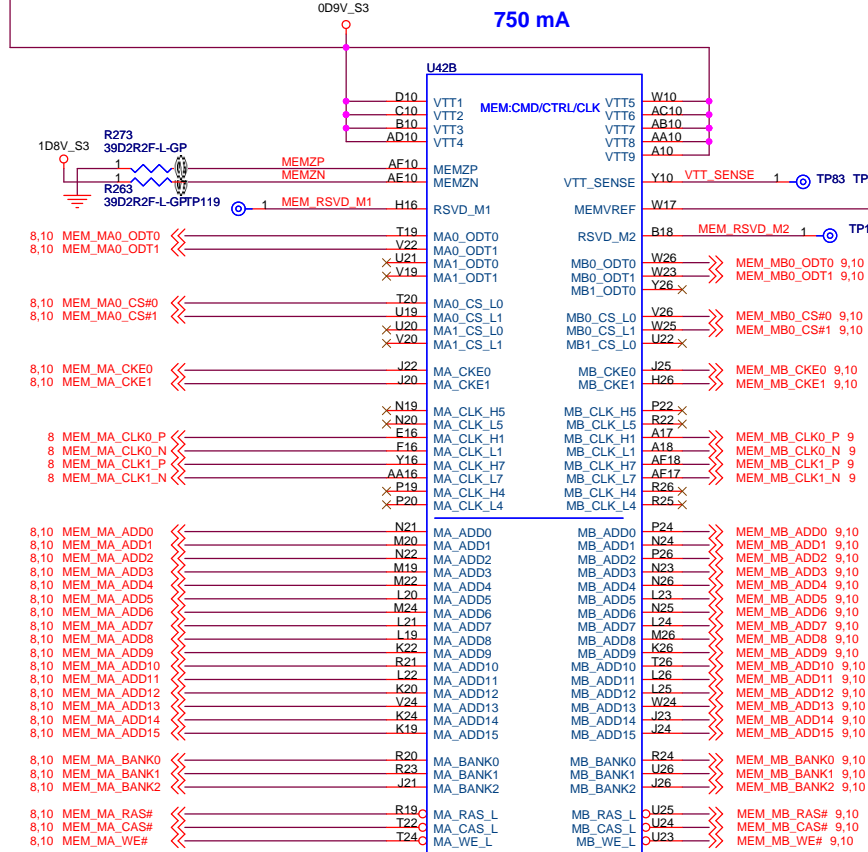 0D9V_S3
750 mA
U42B
MEM:CMD/CTRL/CLK
D10 VTT1 VTT5 W10
C10 VTT2 VTT6 AC10
B10 VTT3 VTT7 AB10
AD10 VTT4 VTT8 AA10
VTT9 A10
R273
39D2R2F-L-GP
1D8V_S3
1 MEMZP AF10 MEMZP
1 MEMZN AE10 MEMZN VTT_SENSE Y10 VTT_SENSE 1 TP83 TP
R263
39D2R2F-L-GP
TP119 1 MEM_RSVD_M1 H16 RSVD_M1 MEMVREF W17
RSVD_M2 B18 MEM_RSVD_M2 1 TP1
8,10 MEM_MA0_ODT0 T19 MA0_ODT0
8,10 MEM_MA0_ODT1 V22 MA0_ODT1
U21 MA1_ODT0 MB0_ODT0 W26 MEM_MB0_ODT0 9,10
V19 MA1_ODT1 MB0_ODT1 W23 MEM_MB0_ODT1 9,10
MB1_ODT0 Y26
8,10 MEM_MA0_CS#0 T20 MA0_CS_L0 MB0_CS_L0 V26 MEM_MB0_CS#0 9,10
8,10 MEM_MA0_CS#1 U19 MA0_CS_L1 MB0_CS_L1 W25 MEM_MB0_CS#1 9,10
U20 MA1_CS_L0 MB1_CS_L0 U22
V20 MA1_CS_L1
8,10 MEM_MA_CKE0 J22 MA_CKE0 MB_CKE0 J25 MEM_MB_CKE0 9,10
8,10 MEM_MA_CKE1 J20 MA_CKE1 MB_CKE1 H26 MEM_MB_CKE1 9,10
N19 MA_CLK_H5 MB_CLK_H5 P22
N20 MA_CLK_L5 MB_CLK_L5 R22
8 MEM_MA_CLK0_P E16 MA_CLK_H1 MB_CLK_H1 A17 MEM_MB_CLK0_P 9
8 MEM_MA_CLK0_N F16 MA_CLK_L1 MB_CLK_L1 A18 MEM_MB_CLK0_N 9
8 MEM_MA_CLK1_P Y16 MA_CLK_H7 MB_CLK_H7 AF18 MEM_MB_CLK1_P 9
8 MEM_MA_CLK1_N AA16 MA_CLK_L7 MB_CLK_L7 AF17 MEM_MB_CLK1_N 9
P19 MA_CLK_H4 MB_CLK_H4 R26
P20 MA_CLK_L4 MB_CLK_L4 R25
8,10 MEM_MA_ADD0 N21 MA_ADD0 MB_ADD0 P24 MEM_MB_ADD0 9,10
8,10 MEM_MA_ADD1 M20 MA_ADD1 MB_ADD1 N24 MEM_MB_ADD1 9,10
8,10 MEM_MA_ADD2 N22 MA_ADD2 MB_ADD2 P26 MEM_MB_ADD2 9,10
8,10 MEM_MA_ADD3 M19 MA_ADD3 MB_ADD3 N23 MEM_MB_ADD3 9,10
8,10 MEM_MA_ADD4 M22 MA_ADD4 MB_ADD4 N26 MEM_MB_ADD4 9,10
8,10 MEM_MA_ADD5 L20 MA_ADD5 MB_ADD5 L23 MEM_MB_ADD5 9,10
8,10 MEM_MA_ADD6 M24 MA_ADD6 MB_ADD6 N25 MEM_MB_ADD6 9,10
8,10 MEM_MA_ADD7 L21 MA_ADD7 MB_ADD7 L24 MEM_MB_ADD7 9,10
8,10 MEM_MA_ADD8 L19 MA_ADD8 MB_ADD8 M26 MEM_MB_ADD8 9,10
8,10 MEM_MA_ADD9 K22 MA_ADD9 MB_ADD9 K26 MEM_MB_ADD9 9,10
8,10 MEM_MA_ADD10 R21 MA_ADD10 MB_ADD10 T26 MEM_MB_ADD10 9,10
8,10 MEM_MA_ADD11 L22 MA_ADD11 MB_ADD11 L26 MEM_MB_ADD11 9,10
8,10 MEM_MA_ADD12 K20 MA_ADD12 MB_ADD12 L25 MEM_MB_ADD12 9,10
8,10 MEM_MA_ADD13 V24 MA_ADD13 MB_ADD13 W24 MEM_MB_ADD13 9,10
8,10 MEM_MA_ADD14 K24 MA_ADD14 MB_ADD14 J23 MEM_MB_ADD14 9,10
8,10 MEM_MA_ADD15 K19 MA_ADD15 MB_ADD15 J24 MEM_MB_ADD15 9,10
8,10 MEM_MA_BANK0 R20 MA_BANK0 MB_BANK0 R24 MEM_MB_BANK0 9,10
8,10 MEM_MA_BANK1 R23 MA_BANK1 MB_BANK1 U26 MEM_MB_BANK1 9,10
8,10 MEM_MA_BANK2 J21 MA_BANK2 MB_BANK2 J26 MEM_MB_BANK2 9,10
8,10 MEM_MA_RAS# R19 MA_RAS_L MB_RAS_L U25 MEM_MB_RAS# 9,10
8,10 MEM_MA_CAS# T22 MA_CAS_L MB_CAS_L U24 MEM_MB_CAS# 9,10
8,10 MEM_MA_WE# T24 MA_WE_L MB_WE_L U23 MEM_MB_WE# 9,10